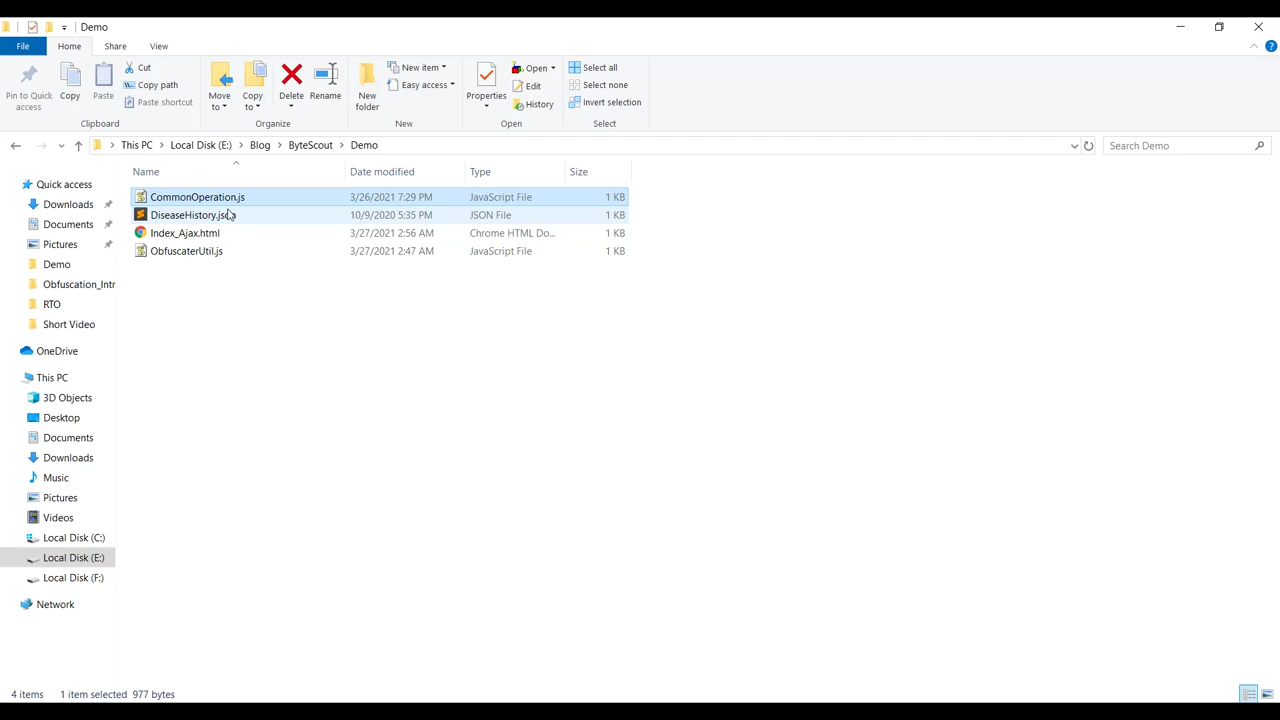 Demo
File Home Share View
Pin to Quick access
Copy
Paste
Cut
Copy path
Paste shortcut
Clipboard
Move to
Copy to
Delete
Rename
Organize
New folder
New item
Easy access
New
Properties
Open
Edit
History
Open
Select all
Select none
Invert selection
Select
This PC Local Disk (E:) Blog ByteScout Demo
Search Demo
Name Date modified Type Size
CommonOperation.js 3/26/2021 7:29 PM JavaScript File 1 KB
10/9/2020 5:35 PM JSON File 1 KB
Index_Ajax.html 3/27/2021 2:56 AM Chrome HTML Do... 1 KB
ObfuscaterUtil.js 3/27/2021 2:47 AM JavaScript File 1 KB
Quick access
Downloads
Documents
Pictures
Demo
Obfuscation_Intr
RTO
Short Video
OneDrive
This PC
3D Objects
Desktop
Documents
Downloads
Music
Pictures
Videos
Local Disk (C:)
Local Disk (E:)
Local Disk (F:)
Network
4 items 1 item selected 977 bytes